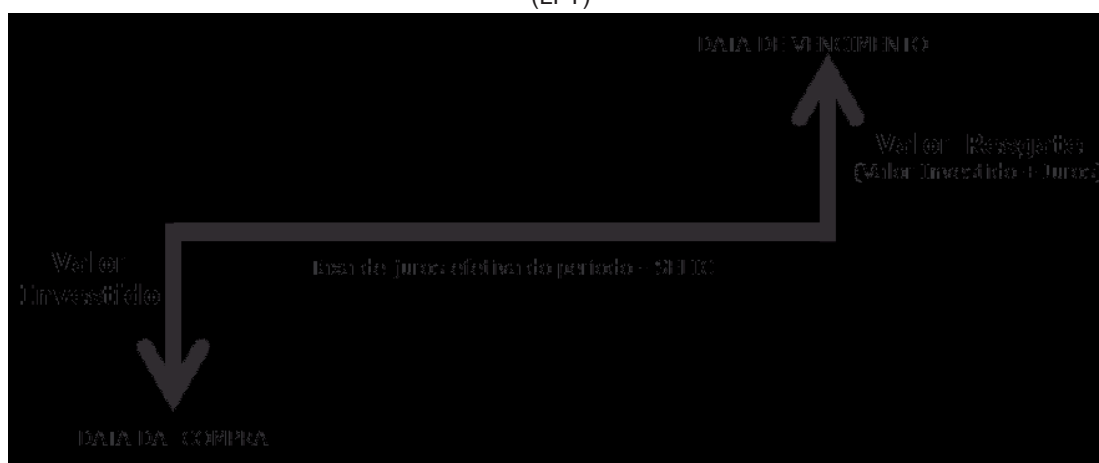 DATA DE VENCIMENTO
Valor Resgate
(Valor Investido + Juros)
Valor
Investido
Taxa de juros efetiva do período - SELIC
DATA DA COMPRA